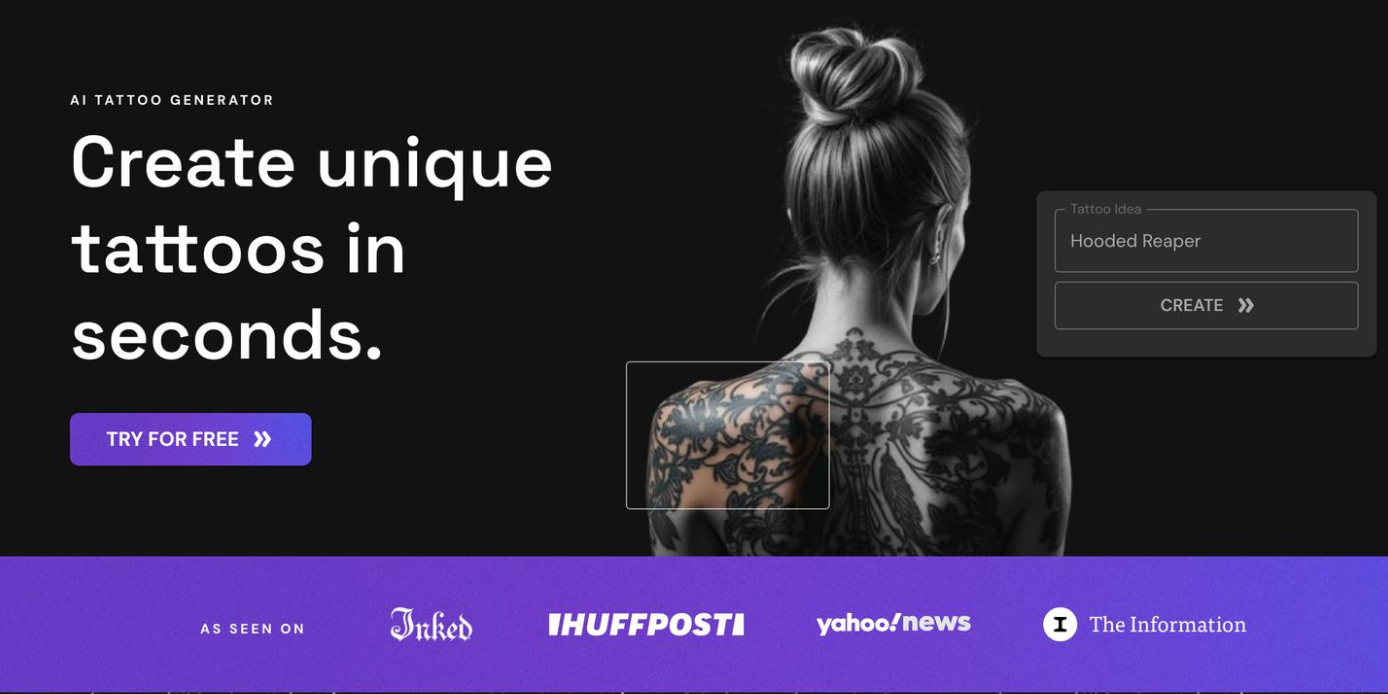 AI TATTOO GENERATOR
Create unique
tattoos in
seconds.
TRY FOR FREE
Tattoo Idea
Hooded Reaper
CREATE
AS SEEN ON
Inked
HUFFPOST
yahoo!news
I The Information